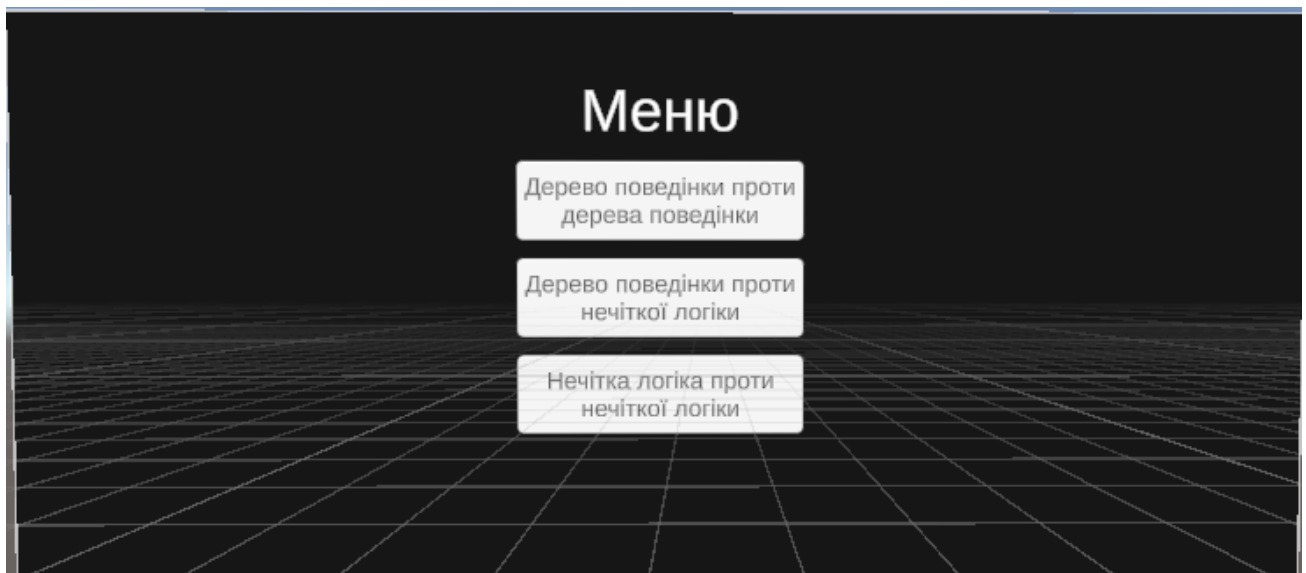 Меню
Дерево поведінки проти
дерева поведінки
Дерево поведінки проти
нечіткої логіки
Нечітка логіка проти
нечіткої логіки